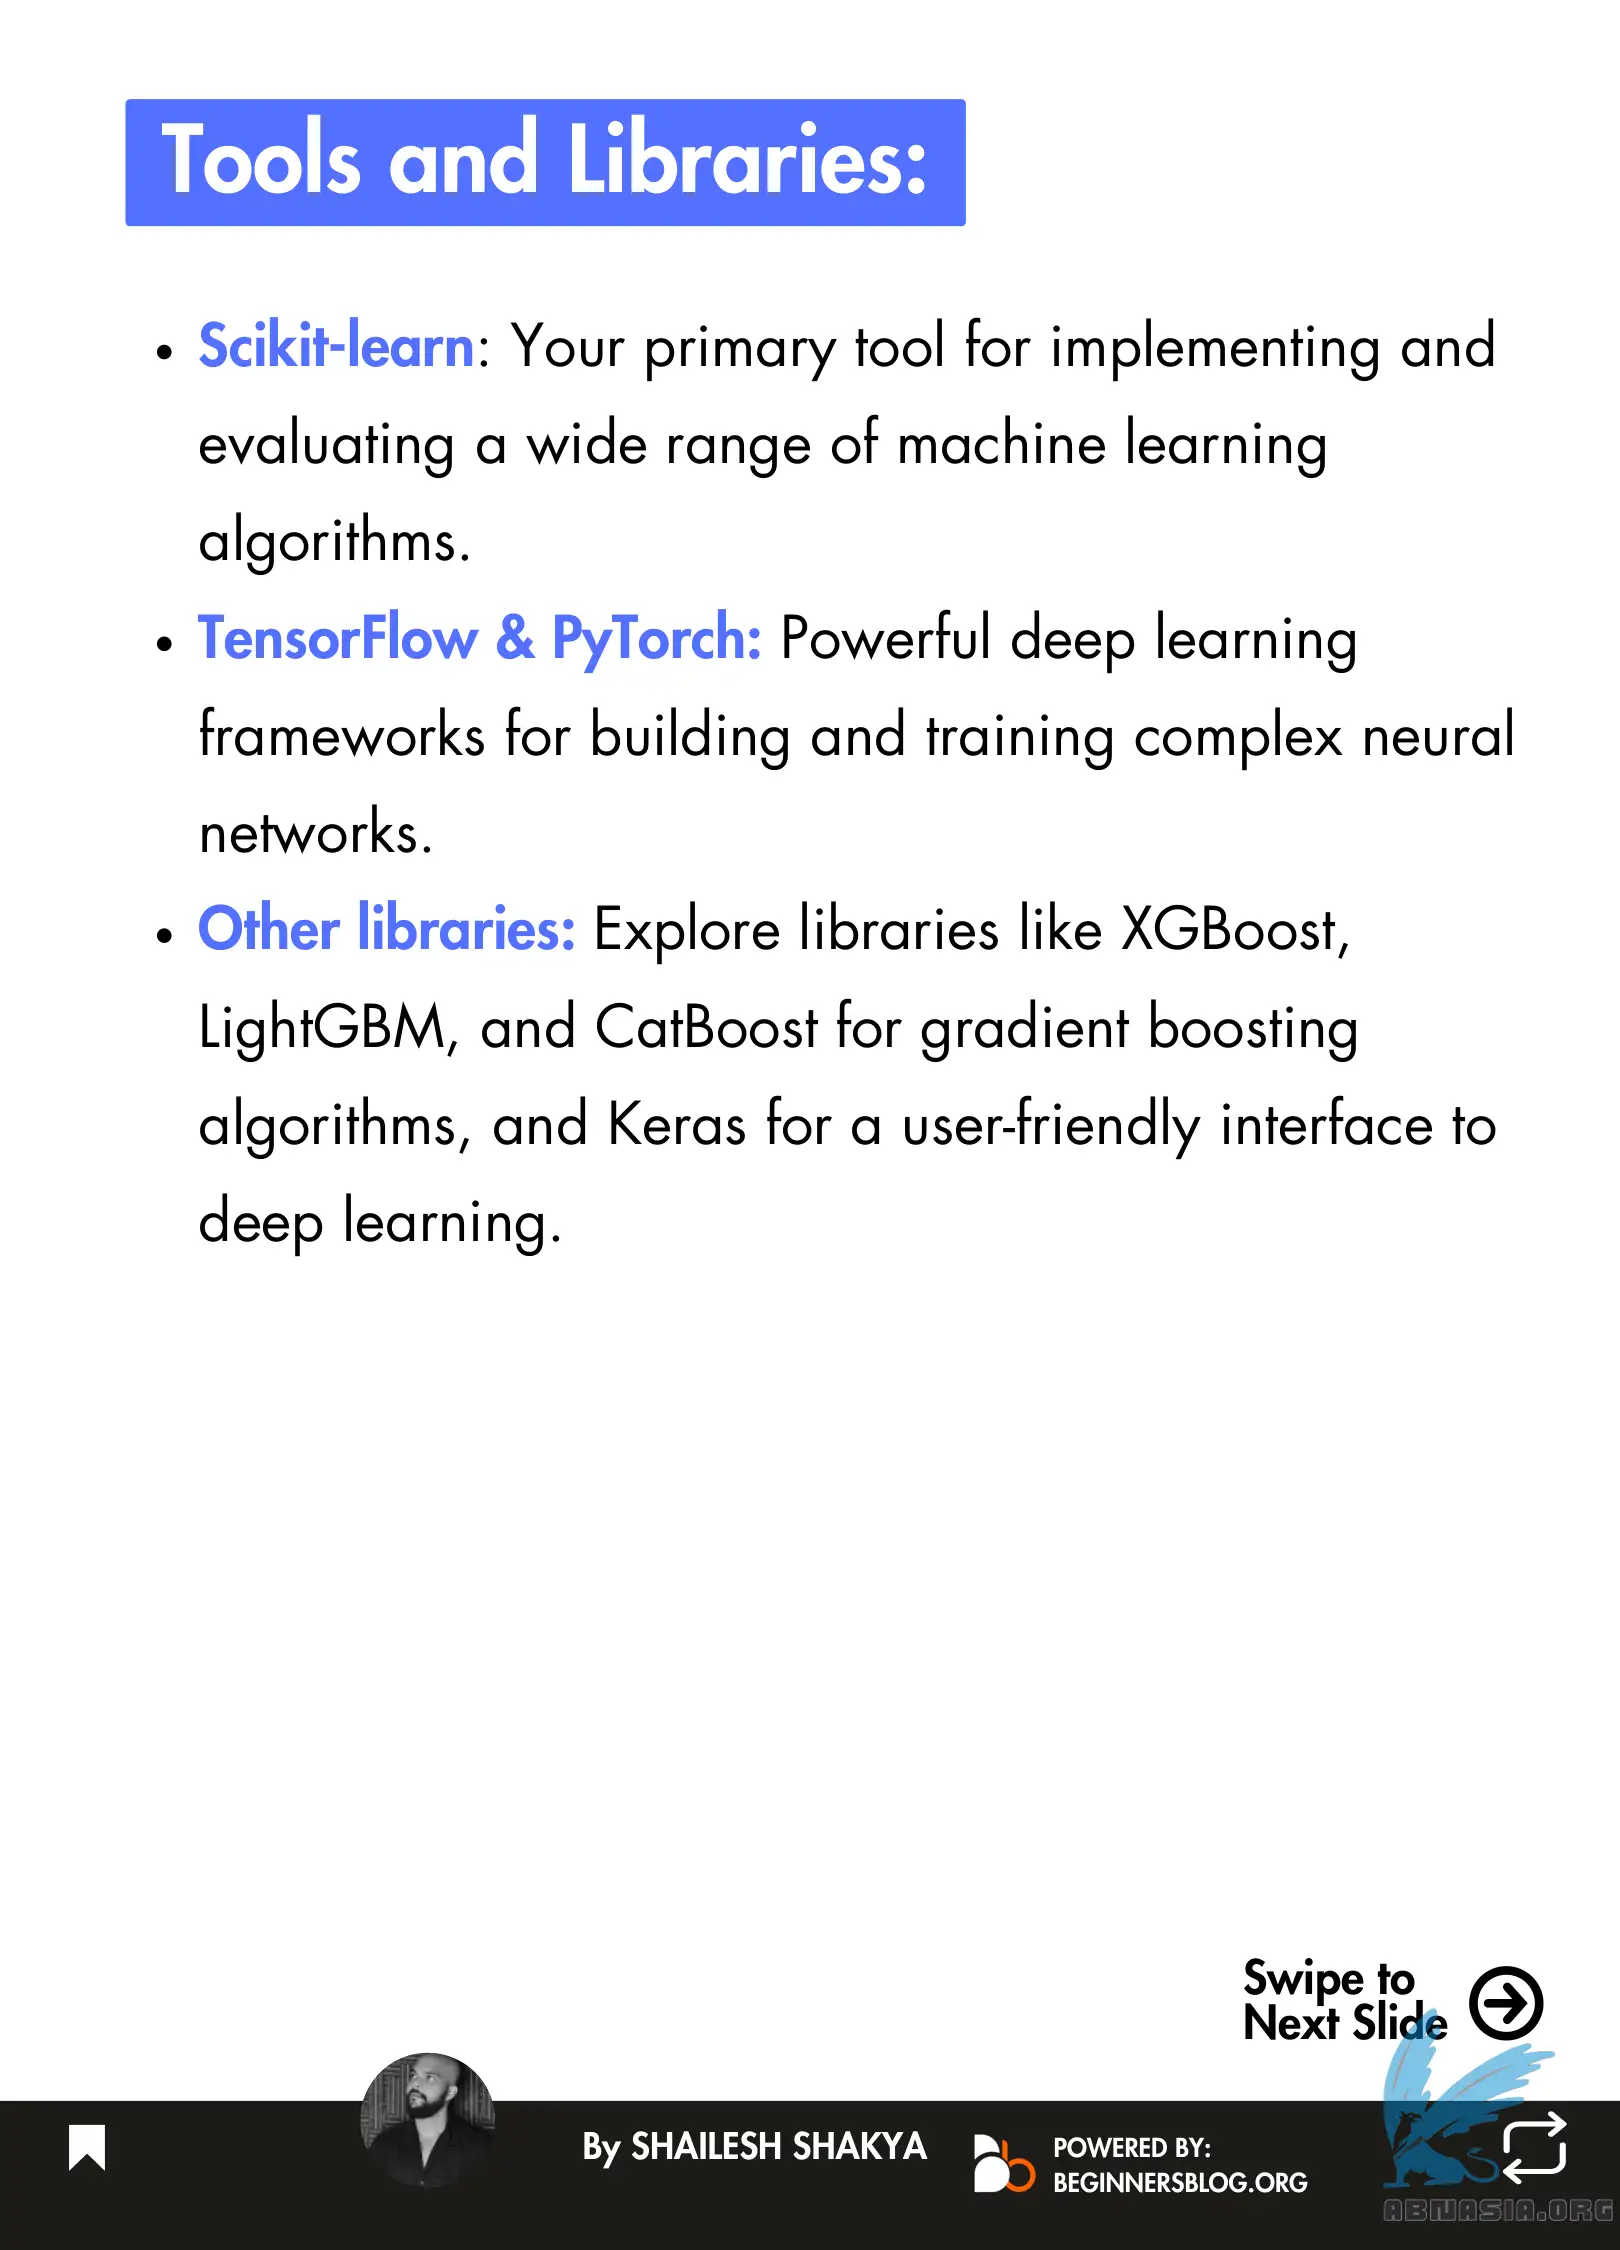 Tools and Libraries:
• Scikit-learn: Your primary tool for implementing and
evaluating a wide range of machine learning
algorithms.
• TensorFlow & PyTorch: Powerful deep learning
frameworks for building and training complex neural
networks.
• Other libraries: Explore libraries like XGBoost,
LightGBM, and CatBoost for gradient boosting
algorithms, and Keras for a user-friendly interface to
deep learning.
Swipe to
Next Slide
By SHAILESH SHAKYA
POWERED BY:
BEGINNERSBLOG.ORG
ABNASIA.ORG